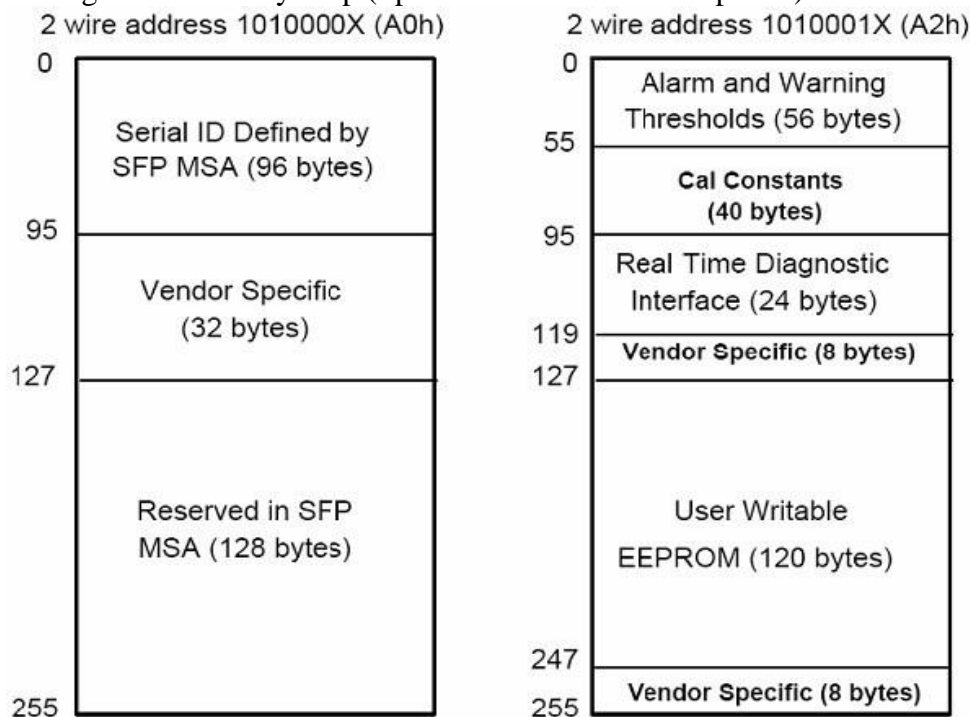 2 wire address 1010000X (A0h)
0
Serial ID Defined by
SFP MSA (96 bytes)
95
Vendor Specific
(32 bytes)
127
Reserved in SFP
MSA (128 bytes)
255
2 wire address 1010001X (A2h)
0
Alarm and Warning
Thresholds (56 bytes)
55
Cal Constants
(40 bytes)
95
Real Time Diagnostic
Interface (24 bytes)
119
Vendor Specific (8 bytes)
127
User Writable
EEPROM (120 bytes)
247
Vendor Specific (8 bytes)
255